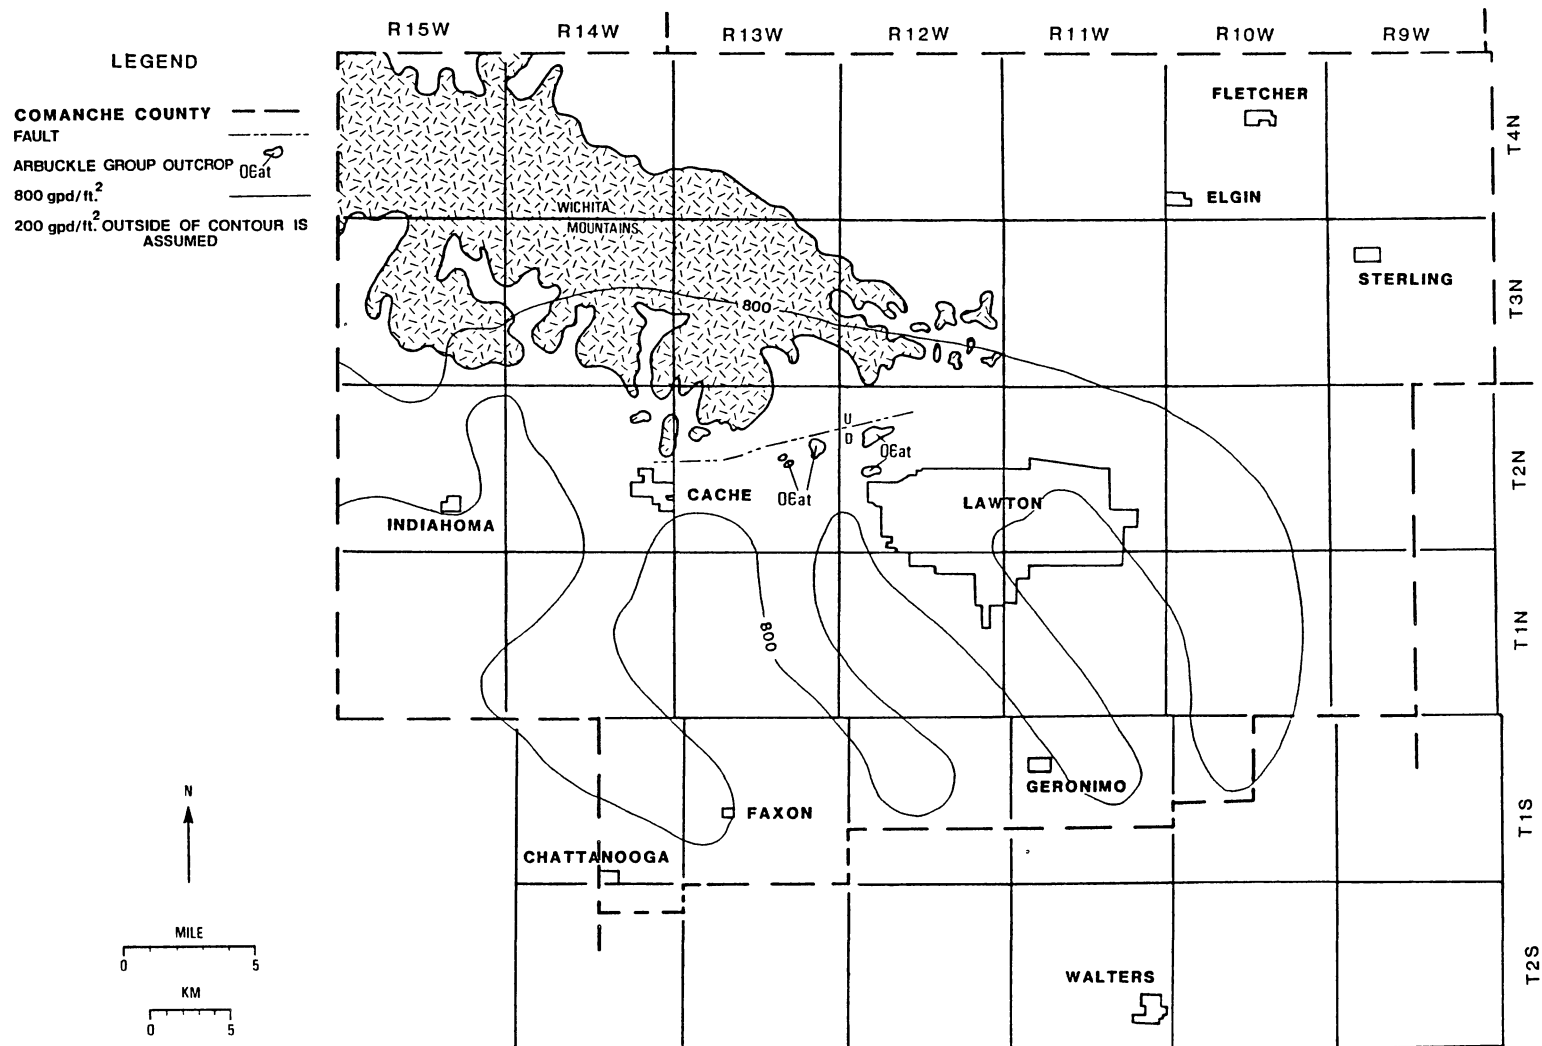 R15W R14W R13W R12W R11W R10W R9W
LEGEND
COMANCHE COUNTY
FAULT
ARBUCKLE GROUP OUTCROP
OЄat
800 gpd/ft.2
200 gpd/ft.2 OUTSIDE OF CONTOUR IS
ASSUMED
FLETCHER
T4N
ELGIN
WICHITA
MOUNTAINS
STERLING
T3N
800
U
D
OЄat
OЄat
T2N
CACHE
LAWTON
INDIAHOMA
T1N
800
N
GERONIMO
FAXON
T1S
CHATTANOOGA
MILE
0 5
KM
0 5
WALTERS
T2S